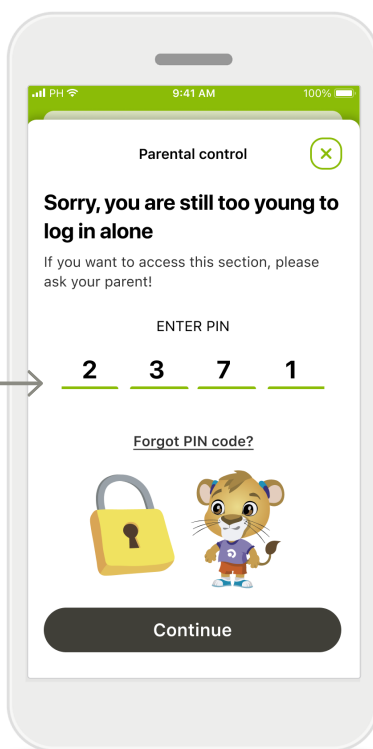 PH 9:41 AM 100%
Parental control
Sorry, you are still too young to
log in alone
If you want to access this section, please
ask your parent!
ENTER PIN
2 3 7 1
Forgot PIN code?
Continue